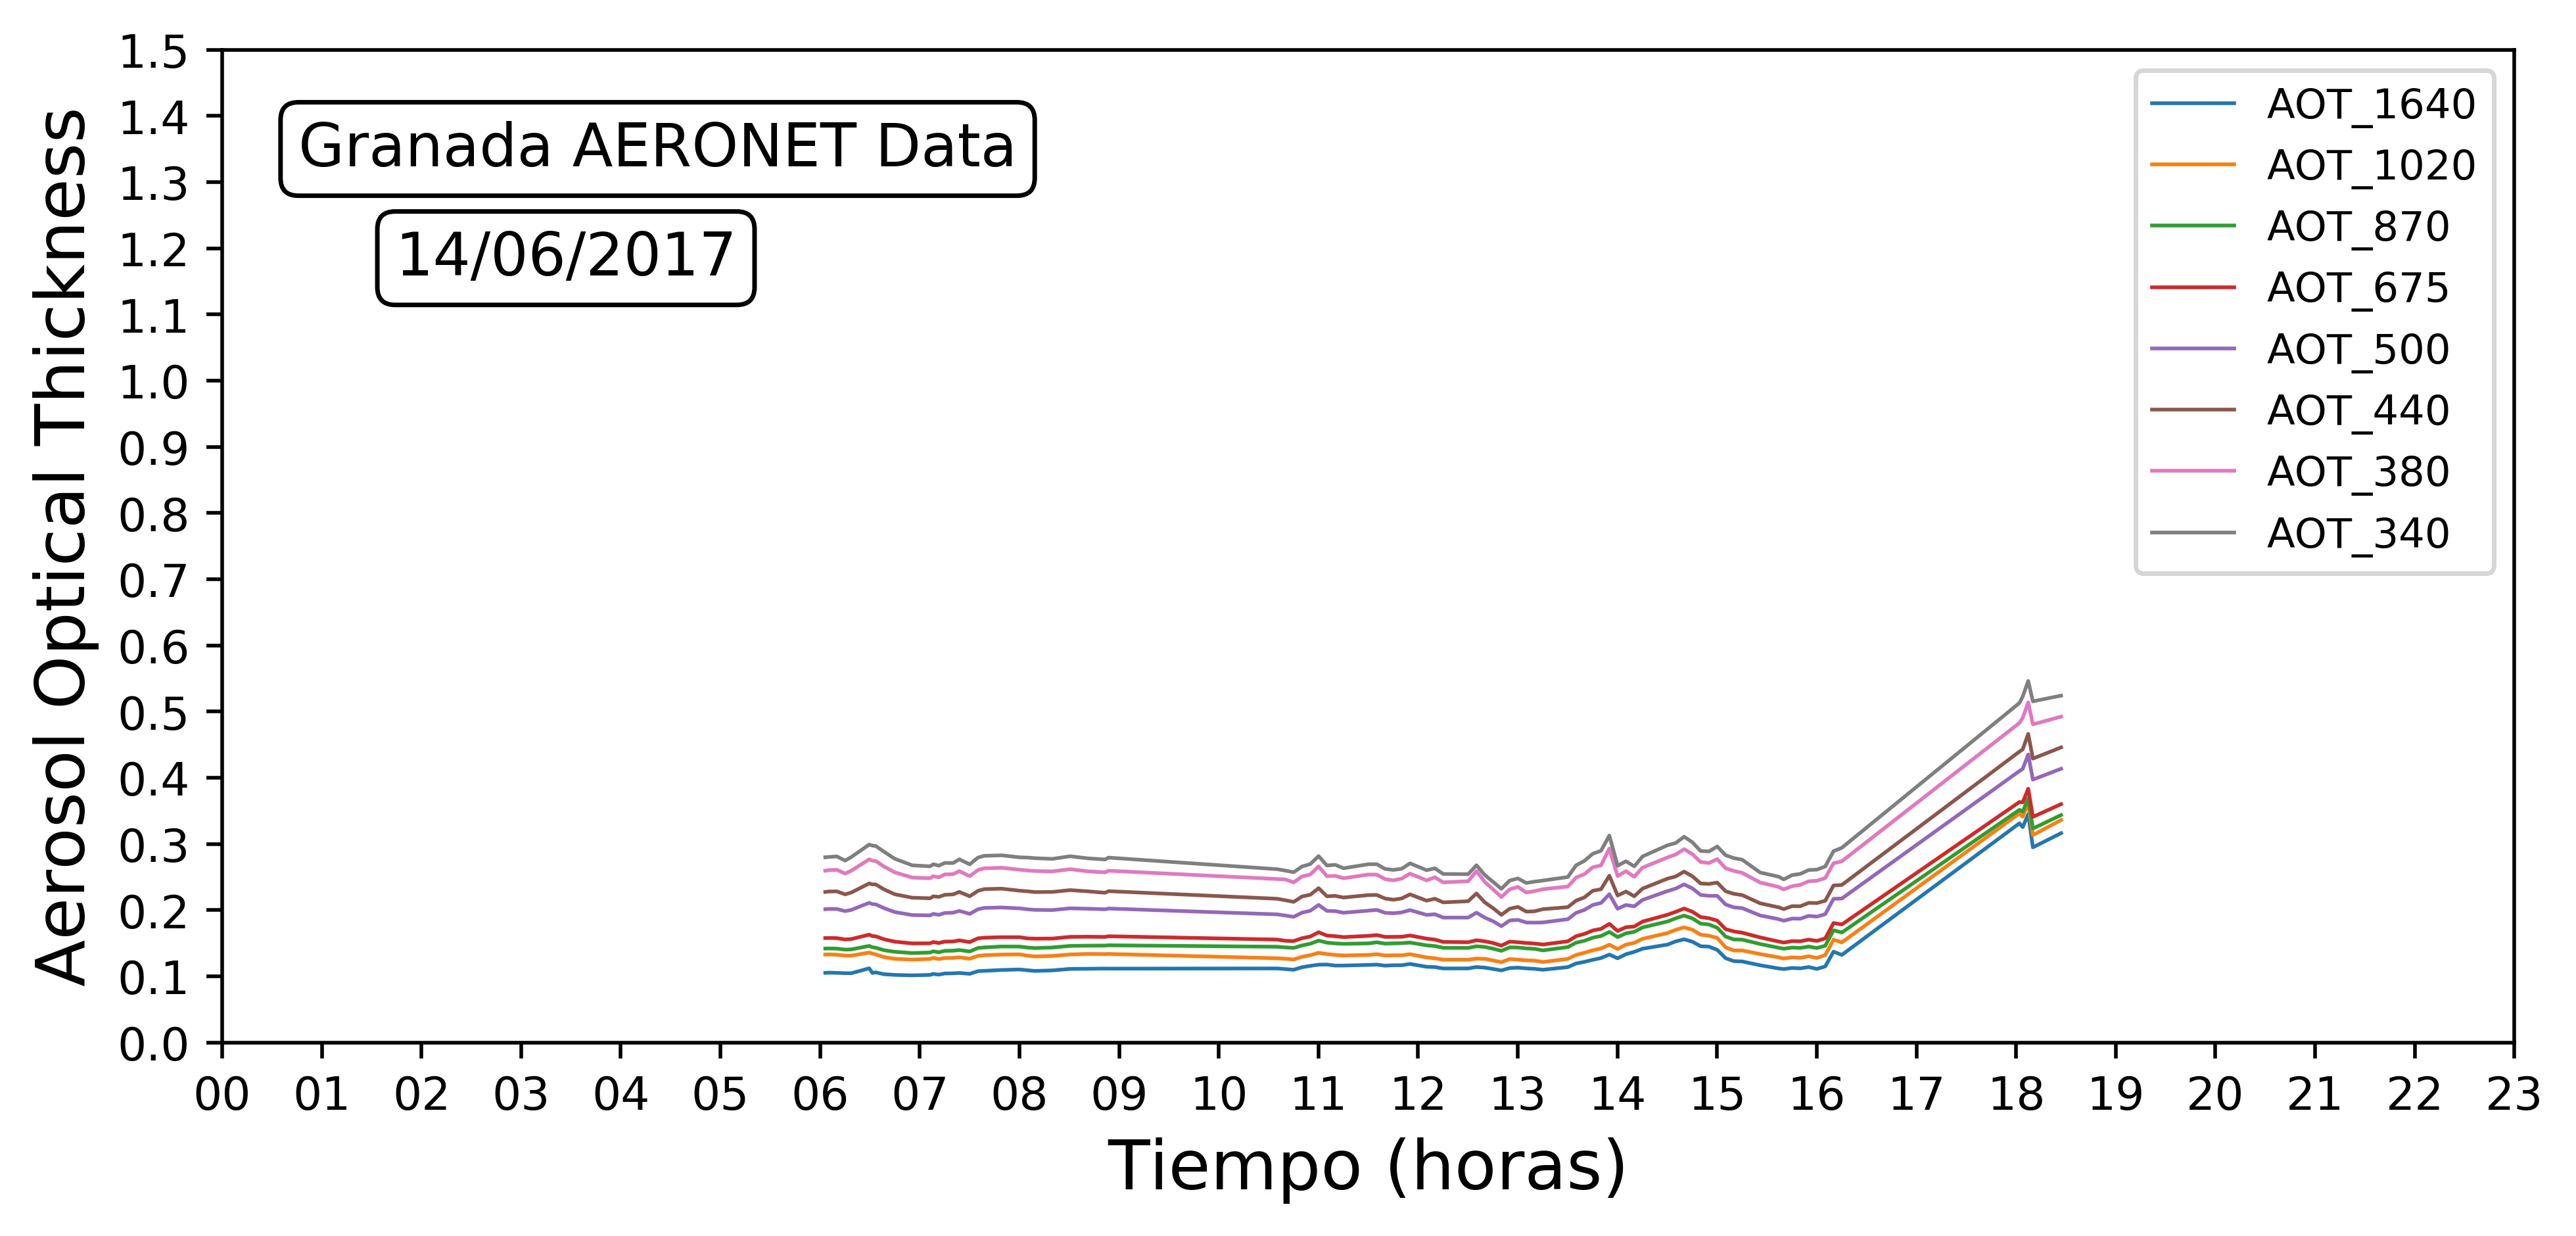 Granada AERONET Data
14/06/2017
AOT_1640
AOT_1020
AOT_870
AOT_675
AOT_500
AOT_440
AOT_380
AOT_340
Aerosol Optical Thickness
1.5
1.4
1.3
1.2
1.1
1.0
0.9
0.8
0.7
0.6
0.5
0.4
0.3
0.2
0.1
0.0
00 01 02 03 04 05 06 07 08 09 10 11 12 13 14 15 16 17 18 19 20 21 22 23
Tiempo (horas)